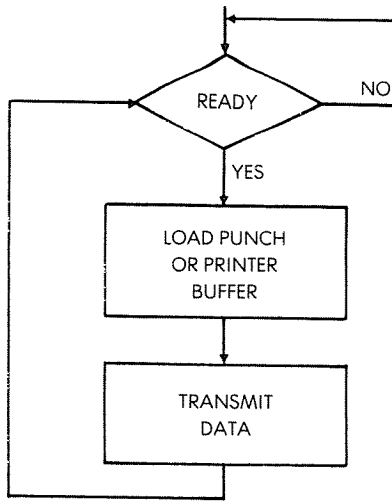 READY
NO
YES
LOAD PUNCH
OR PRINTER
BUFFER
TRANSMIT
DATA